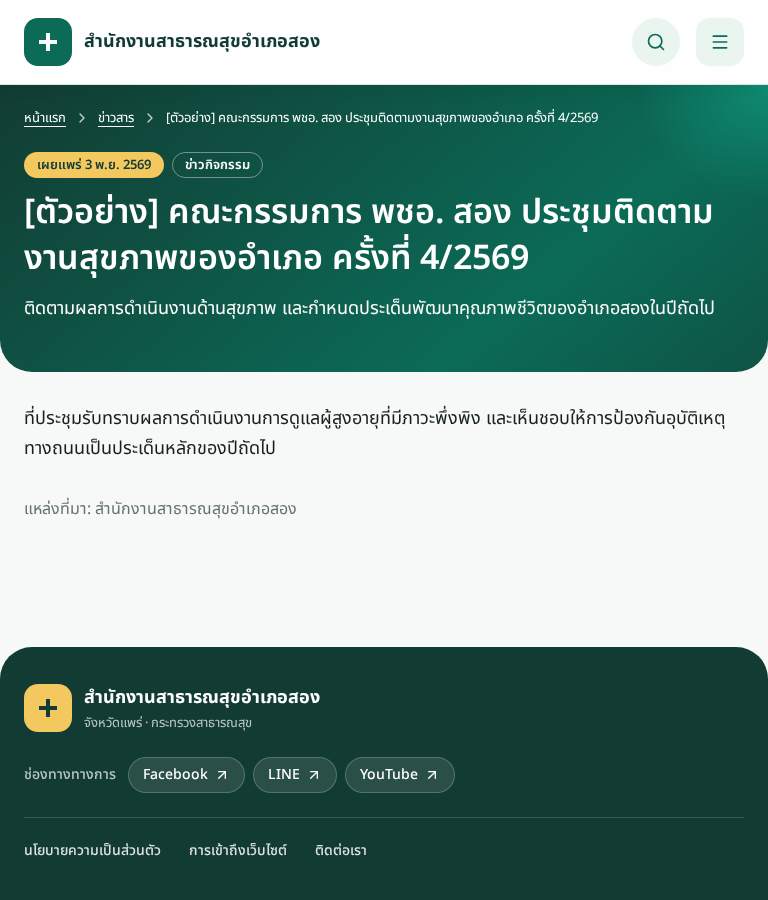 สำนักงานสาธารณสุขอำเภอสอง
หน้าแรก > ข่าวสาร > [ตัวอย่าง] คณะกรรมการ พชอ. สอง ประชุมติดตามงานสุขภาพของอำเภอ ครั้งที่ 4/2569
เผยแพร่ 3 พ.ย. 2569 ข่าวกิจกรรม
[ตัวอย่าง] คณะกรรมการ พชอ. สอง ประชุมติดตาม
งานสุขภาพของอำเภอ ครั้งที่ 4/2569
ติดตามผลการดำเนินงานด้านสุขภาพ และกำหนดประเด็นพัฒนาคุณภาพชีวิตของอำเภอสองในปีถัดไป
ที่ประชุมรับทราบผลการดำเนินงานการดูแลผู้สูงอายุที่มีภาวะพึ่งพิง และเห็นชอบให้การป้องกันอุบัติเหตุ
ทางถนนเป็นประเด็นหลักของปีถัดไป
แหล่งที่มา: สำนักงานสาธารณสุขอำเภอสอง
สำนักงานสาธารณสุขอำเภอสอง
จังหวัดแพร่ · กระทรวงสาธารณสุข
ช่องทางทางการ Facebook LINE YouTube
นโยบายความเป็นส่วนตัว การเข้าถึงเว็บไซต์ ติดต่อเรา